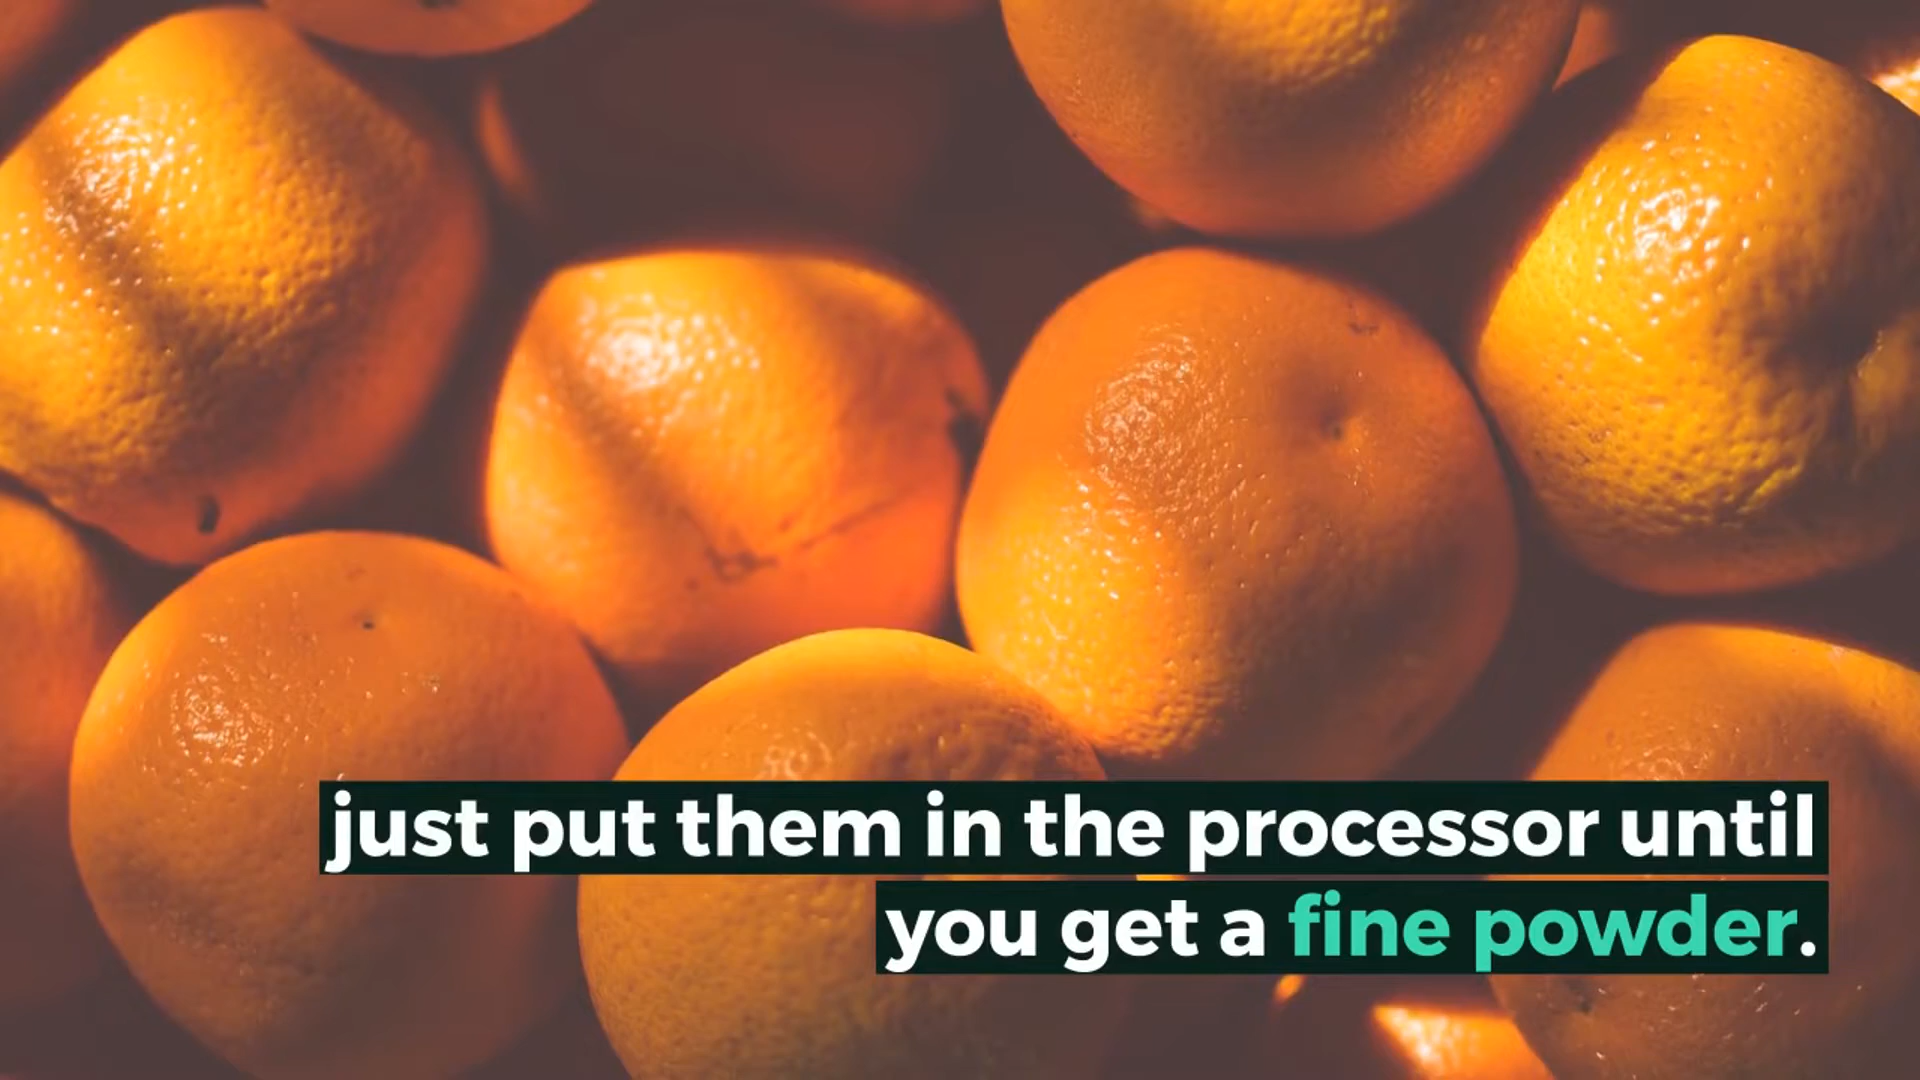 just put them in the processor until
you get a fine powder.